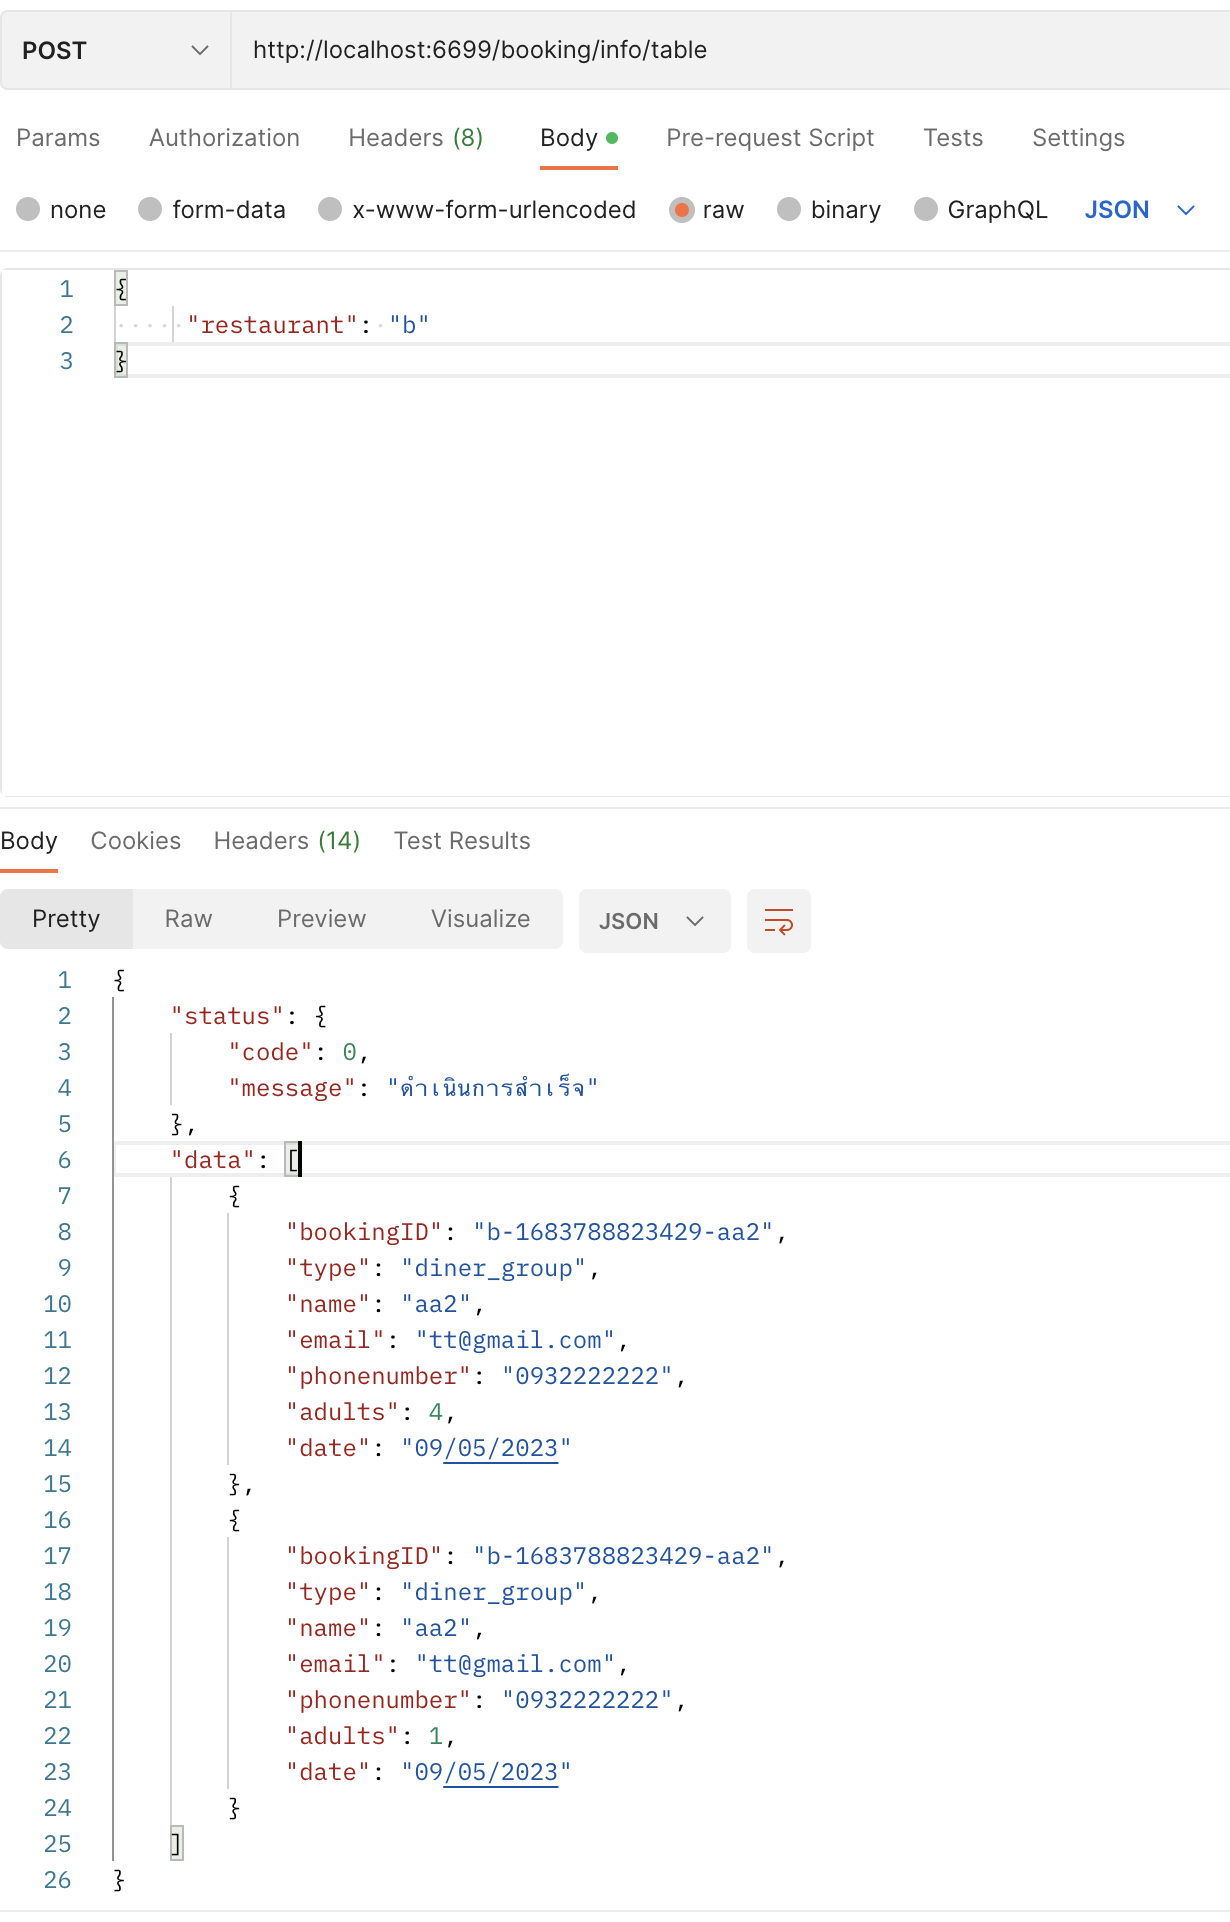 POST http://localhost:6699/booking/info/table
Params Authorization Headers (8) Body Pre-request Script Tests Settings
none form-data x-www-form-urlencoded raw binary GraphQL JSON
1 {
2 "restaurant": "b"
3 }
Body Cookies Headers (14) Test Results
Pretty Raw Preview Visualize JSON
1 {
2 "status": {
3 "code": 0,
4 "message": "ดำเนินการสำเร็จ"
5 },
6 "data": [
7 {
8 "bookingID": "b-1683788823429-aa2",
9 "type": "diner_group",
10 "name": "aa2",
11 "email": "tt@gmail.com",
12 "phonenumber": "0932222222",
13 "adults": 4,
14 "date": "09/05/2023"
15 },
16 {
17 "bookingID": "b-1683788823429-aa2",
18 "type": "diner_group",
19 "name": "aa2",
20 "email": "tt@gmail.com",
21 "phonenumber": "0932222222",
22 "adults": 1,
23 "date": "09/05/2023"
24 }
25 ]
26 }